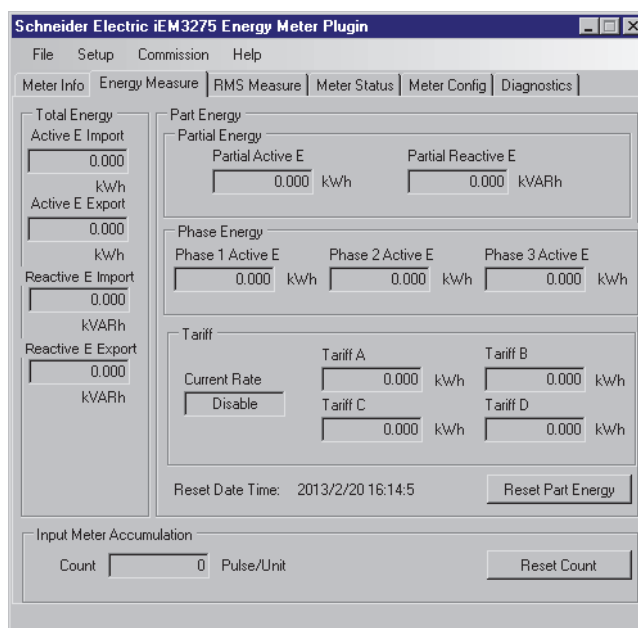 Schneider Electric iEM3275 Energy Meter Plugin
File Setup Commission Help
Meter Info Energy Measure RMS Measure Meter Status Meter Config Diagnostics
Total Energy
Active E Import
0.000
kWh
Active E Export
0.000
kWh
Reactive E Import
0.000
kVARh
Reactive E Export
0.000
kVARh
Part Energy
Partial Energy
Partial Active E Partial Reactive E
0.000 kWh 0.000 kVARh
Phase Energy
Phase 1 Active E Phase 2 Active E Phase 3 Active E
0.000 kWh 0.000 kWh 0.000 kWh
Tariff
Current Rate
Disable
Tariff A Tariff B
0.000 kWh 0.000 kWh
Tariff C Tariff D
0.000 kWh 0.000 kWh
Reset Date Time: 2013/2/20 16:14:5 Reset Part Energy
Input Meter Accumulation
Count 0 Pulse/Unit Reset Count